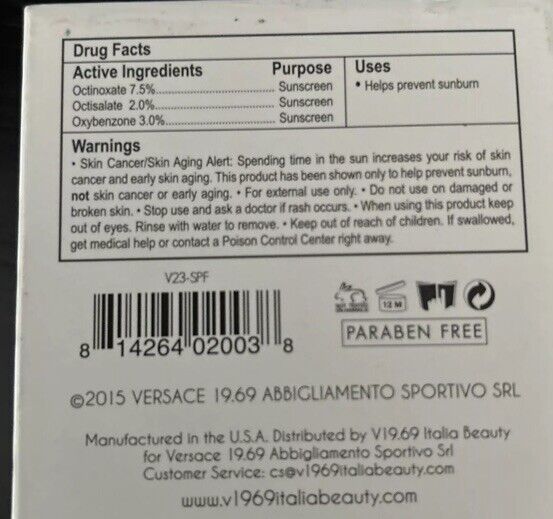 Drug Facts
Active Ingredients Purpose
Octinoxate 7.5%............................................ Sunscreen
Octisalate 2.0%............................................ Sunscreen
Oxybenzone 3.0%......................................... Sunscreen
Uses
• Helps prevent sunburn
Warnings
• Skin Cancer/Skin Aging Alert: Spending time in the sun increases your risk of skin
cancer and early skin aging. This product has been shown only to help prevent sunburn,
not skin cancer or early aging. • For external use only. • Do not use on damaged or
broken skin. • Stop use and ask a doctor if rash occurs. • When using this product keep
out of eyes. Rinse with water to remove. • Keep out of reach of children. If swallowed,
get medical help or contact a Poison Control Center right away.
V23-SPF
8 14264 02003 8
12 M
PARABEN FREE
©2015 VERSACE 19.69 ABBIGLIAMENTO SPORTIVO SRL
Manufactured in the U.S.A. Distributed by V19.69 Italia Beauty
for Versace 19.69 Abbigliamento Sportivo Srl
Customer Service: cs@v1969italiabeauty.com
www.v1969italiabeauty.com